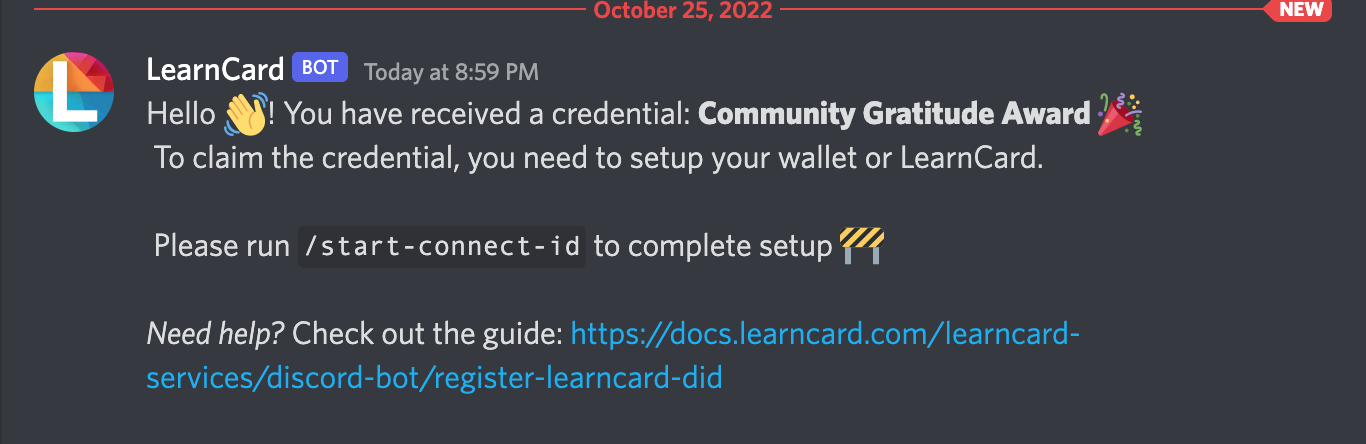 October 25, 2022
NEW
L
LearnCard BOT Today at 8:59 PM
Hello 👋! You have received a credential: Community Gratitude Award 🎉
To claim the credential, you need to setup your wallet or LearnCard.
Please run /start-connect-id to complete setup 🚧
Need help? Check out the guide: https://docs.learncard.com/learncard-
services/discord-bot/register-learncard-did